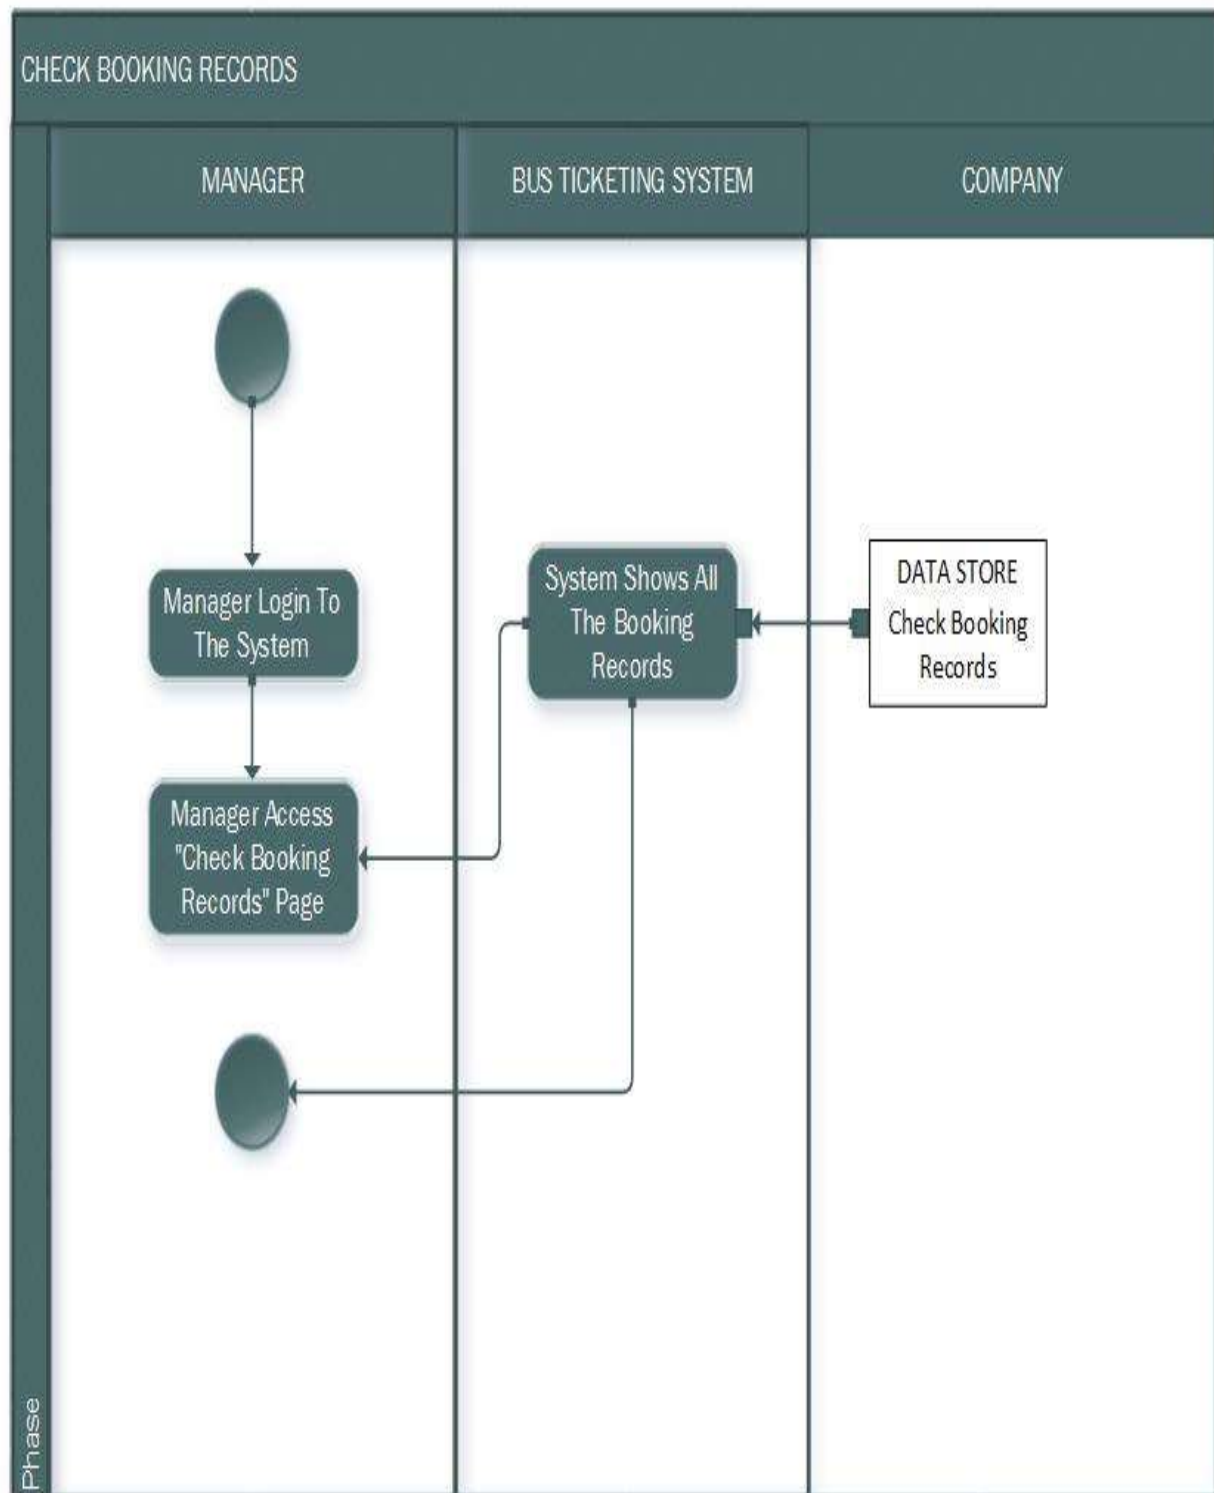 CHECK BOOKING RECORDS
MANAGER
BUS TICKETING SYSTEM
COMPANY
Manager Login To
The System
System Shows All
The Booking
Records
DATA STORE
Check Booking
Records
Manager Access
"Check Booking
Records" Page
Phase